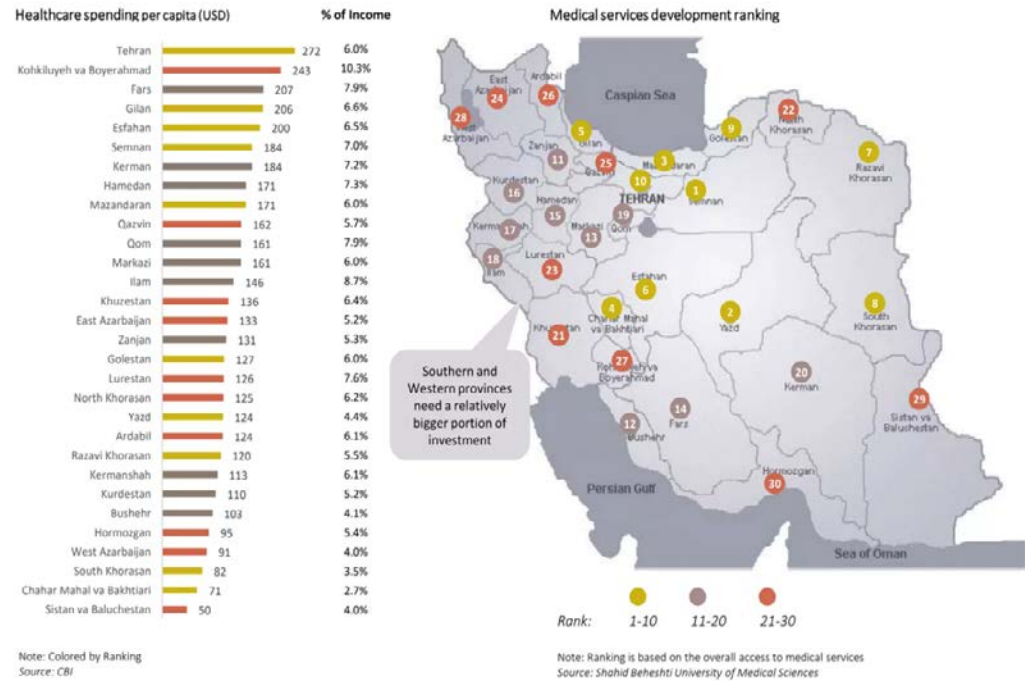 Healthcare spending per capita (USD)
% of Income
Tehran 272 6.0%
Kohkiluyeh va Boyerahmad 243 10.3%
Fars 207 7.9%
Gilan 206 6.6%
Esfahan 200 6.5%
Semnan 184 7.0%
Kerman 184 7.2%
Hamedan 171 7.3%
Mazandaran 171 6.0%
Qazvin 162 5.7%
Qom 161 7.9%
Markazi 161 6.0%
Ilam 146 8.7%
Khuzestan 136 6.4%
East Azarbaijan 133 5.2%
Zanjan 131 5.3%
Golestan 127 6.0%
Lurestan 126 7.6%
North Khorasan 125 6.2%
Yazd 124 4.4%
Ardabil 124 6.1%
Razavi Khorasan 120 5.5%
Kermanshah 113 6.1%
Kurdestan 110 5.2%
Bushehr 103 4.1%
Hormozgan 95 5.4%
West Azarbaijan 91 4.0%
South Khorasan 82 3.5%
Chahar Mahal va Bakhtiari 71 2.7%
Sistan va Baluchestan 50 4.0%
Note: Colored by Ranking
Source: CBI
Medical services development ranking
Ardabil
East
24
26
Caspian Sea
22
Khorasan
28
Azarbaijan
5
Gilan
9
Golestan
7
Razavi
Khorasan
Zanjan
11
25
3
10
TEHRAN
1
Kurdestan
16
Hamedan
15
19
Qom
17
Markazi
13
18
Ilam
Lurestan
23
Esfahan
6
4
Chahar Mahal
va Bakhtiari
2
Yazd
8
South
Khorasan
21
27
Boyerahmad
20
Kerman
29
Sistan va
Baluchestan
14
Fars
12
Bushehr
Hormozgan
30
Persian Gulf
Sea of Oman
Southern and
Western provinces
need a relatively
bigger portion of
investment
Rank: 1-10 11-20 21-30
Note: Ranking is based on the overall access to medical services
Source: Shahid Beheshti University of Medical Sciences